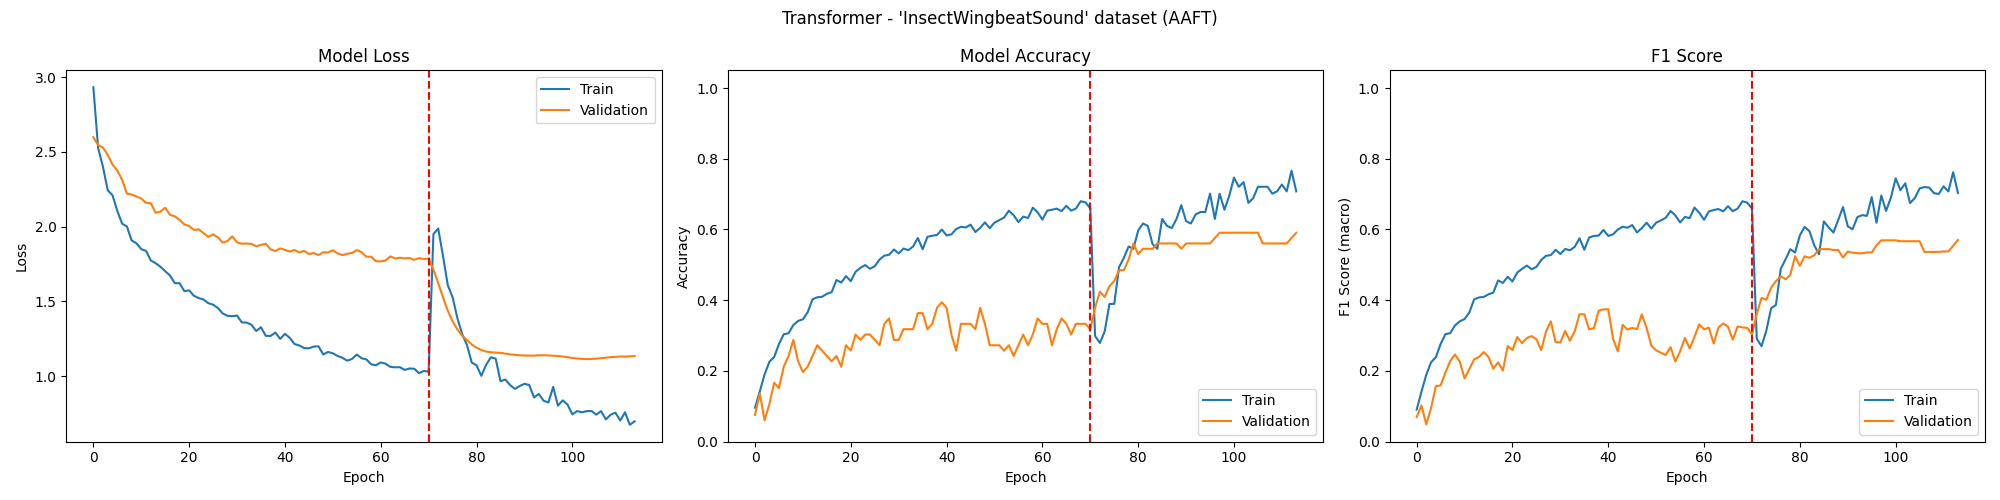 Transformer - 'InsectWingbeatSound' dataset (AAFT)
Model Loss
3.0
2.5
2.0
1.5
1.0
Loss
0
20
40
60
80
100
Epoch
Train
Validation
Model Accuracy
1.0
0.8
0.6
0.4
0.2
0.0
Accuracy
0
20
40
60
80
100
Epoch
Train
Validation
F1 Score
1.0
0.8
0.6
0.4
0.2
0.0
F1 Score (macro)
0
20
40
60
80
100
Epoch
Train
Validation